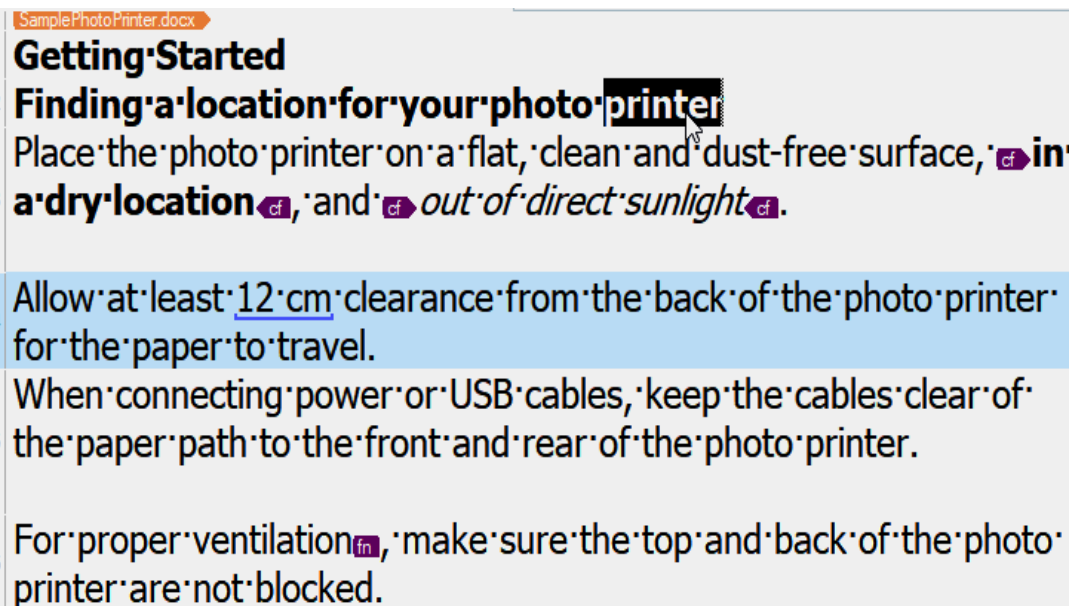 SamplePhotoPrinter.docx
Getting·Started
Finding·a·location·for·your·photo·printer
Place·the·photo·printer·on·a·flat,·clean·and·dust-free·surface,·cf in·
a·dry·location cf,·and·cf out·of·direct·sunlight cf.
Allow·at·least·12·cm·clearance·from·the·back·of·the·photo·printer·
for·the·paper·to·travel.
When·connecting·power·or·USB·cables,·keep·the·cables·clear·of·
the·paper·path·to·the·front·and·rear·of·the·photo·printer.
For·proper·ventilation fn,·make·sure·the·top·and·back·of·the·photo·
printer·are·not·blocked.